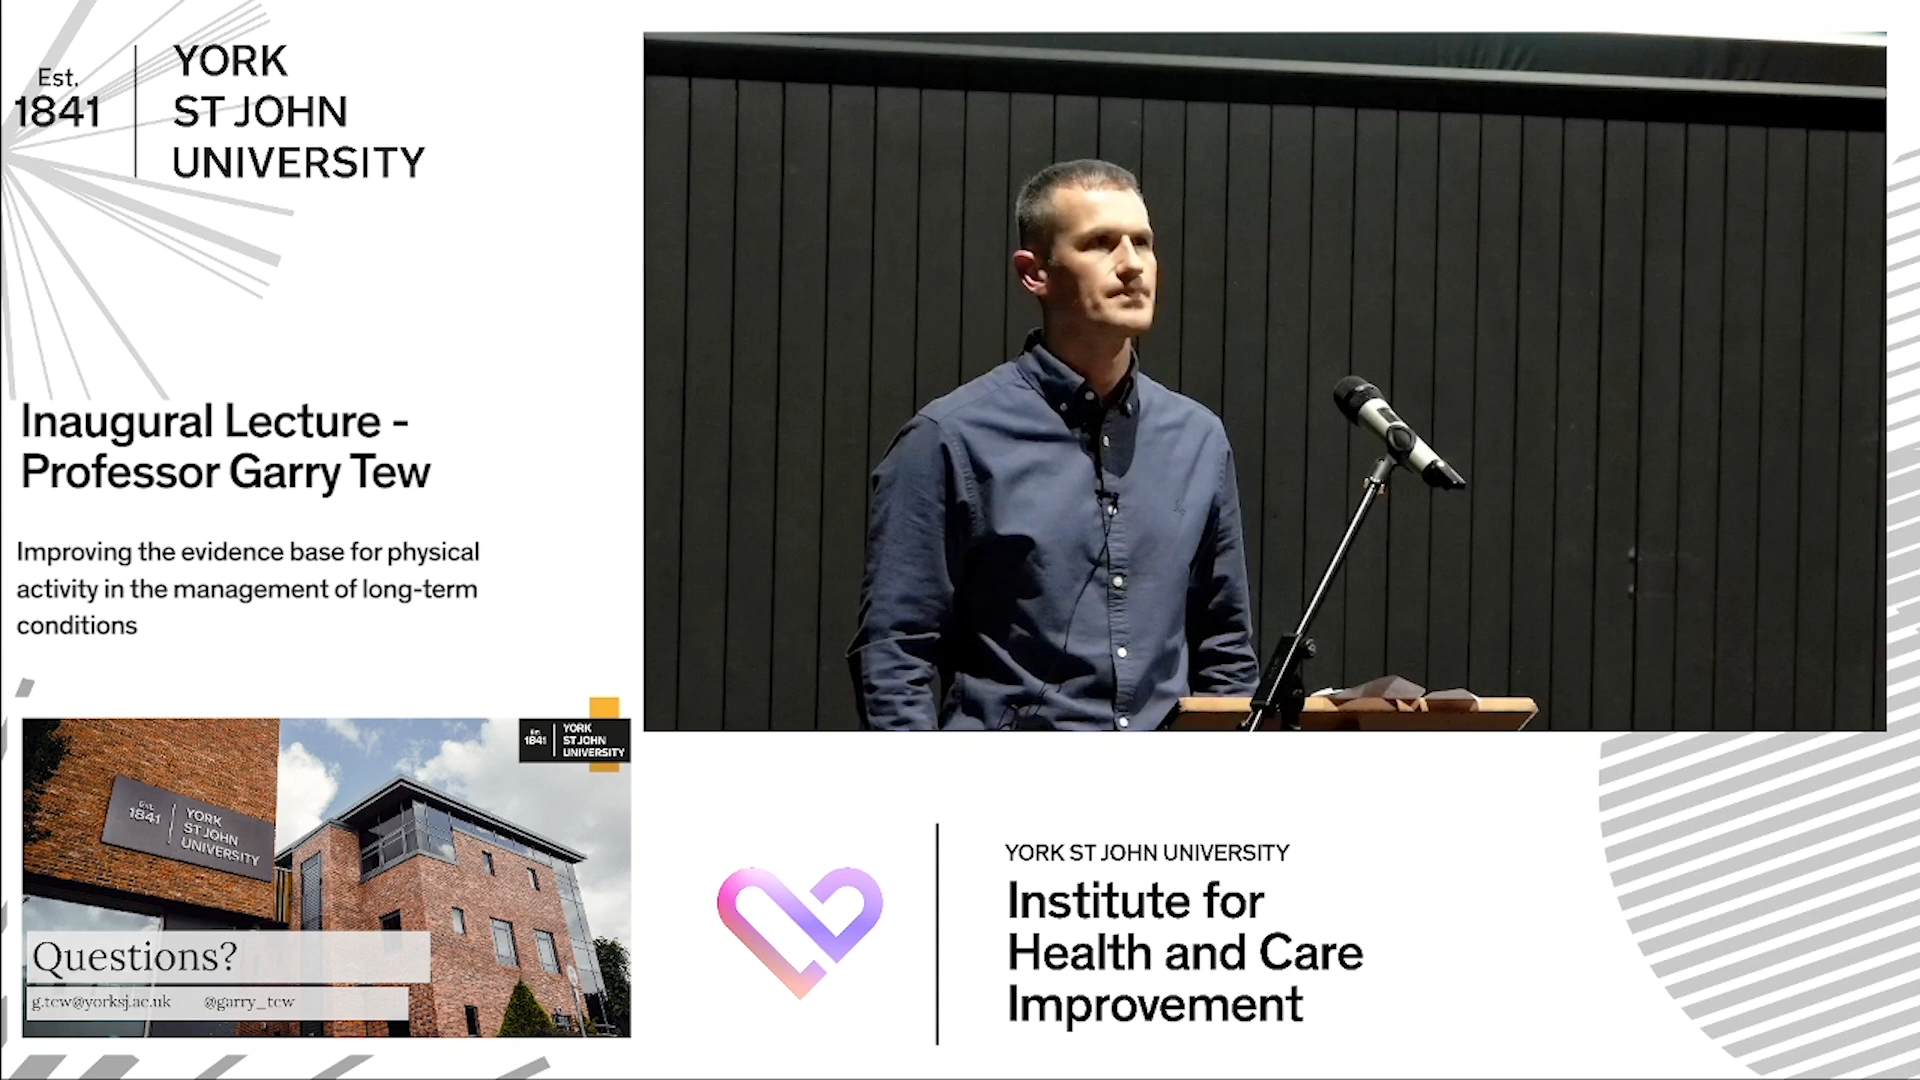 Est.
1841
YORK
ST JOHN
UNIVERSITY
Inaugural Lecture -
Professor Garry Tew
Improving the evidence base for physical
activity in the management of long-term
conditions
Est.
1841
YORK
ST JOHN
UNIVERSITY
Est.
1841
YORK
ST JOHN
UNIVERSITY
Questions?
g.tew@yorksj.ac.uk @garry_tew
YORK ST JOHN UNIVERSITY
Institute for
Health and Care
Improvement